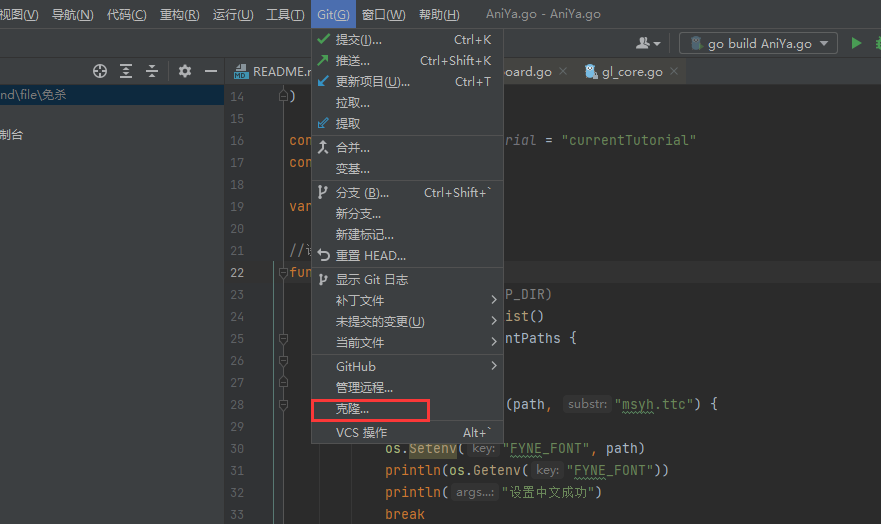 视图(V) 导航(N) 代码(C) 重构(R) 运行(U) 工具(T) Git(G) 窗口(W) 帮助(H) AniYa.go - AniYa.go
go build AniYa.go
README.r board.go gl_core.go
nd\file\免杀
制台
提交(I)... Ctrl+K
推送... Ctrl+Shift+K
更新项目(U)... Ctrl+T
拉取...
提取
合并...
变基...
分支 (B)... Ctrl+Shift+`
新分支...
新建标记...
重置 HEAD...
显示 Git 日志
补丁文件
未提交的变更(U)
当前文件
GitHub
管理远程...
克隆...
VCS 操作 Alt+`
14 )
15
16 con rial = "currentTutorial"
17 con
18
19 var
20
21 //
22 fun
23 P_DIR)
24 ist()
25 ntPaths {
26
27
28 (path, substr: "msyh.ttc") {
30 os.Setenv( key: "FYNE_FONT", path)
31 println(os.Getenv( key: "FYNE_FONT"))
32 println( args...: "设置中文成功")
33 break